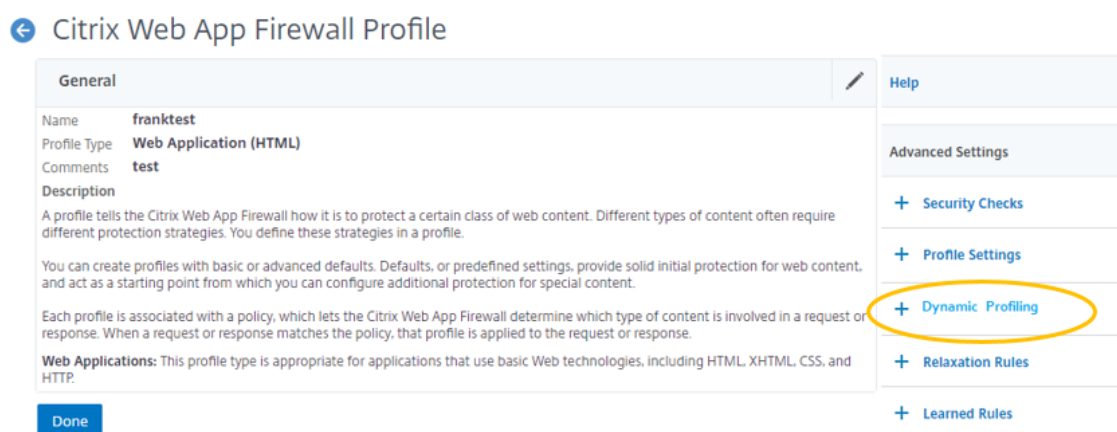 Citrix Web App Firewall Profile
General
Name franktest
Profile Type Web Application (HTML)
Comments test
Description
A profile tells the Citrix Web App Firewall how it is to protect a certain class of web content. Different types of content often require
different protection strategies. You define these strategies in a profile.
You can create profiles with basic or advanced defaults. Defaults, or predefined settings, provide solid initial protection for web content,
and act as a starting point from which you can configure additional protection for special content.
Each profile is associated with a policy, which lets the Citrix Web App Firewall determine which type of content is involved in a request or
response. When a request or response matches the policy, that profile is applied to the request or response.
Web Applications: This profile type is appropriate for applications that use basic Web technologies, including HTML, XHTML, CSS, and
HTTP.
Done
Help
Advanced Settings
+ Security Checks
+ Profile Settings
+ Dynamic Profiling
+ Relaxation Rules
+ Learned Rules